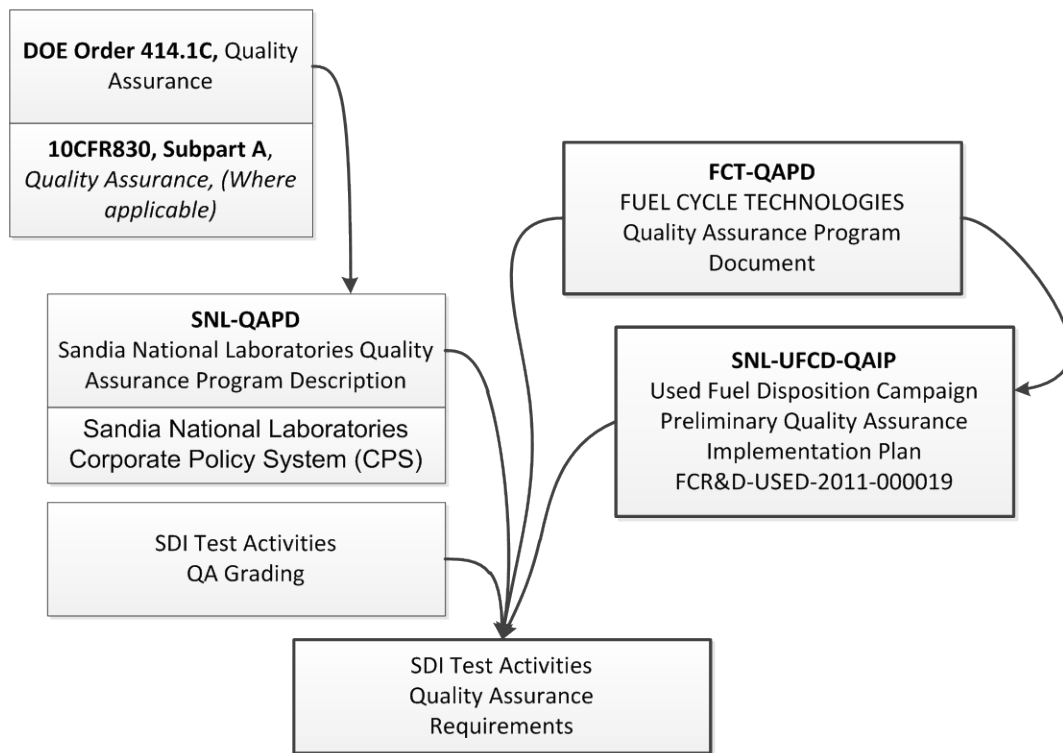 DOE Order 414.1C, Quality
Assurance
10CFR830, Subpart A,
Quality Assurance, (Where
applicable)
FCT-QAPD
FUEL CYCLE TECHNOLOGIES
Quality Assurance Program
Document
SNL-QAPD
Sandia National Laboratories Quality
Assurance Program Description
Sandia National Laboratories
Corporate Policy System (CPS)
SNL-UFCD-QAIP
Used Fuel Disposition Campaign
Preliminary Quality Assurance
Implementation Plan
FCR&D-USED-2011-000019
SDI Test Activities
QA Grading
SDI Test Activities
Quality Assurance
Requirements